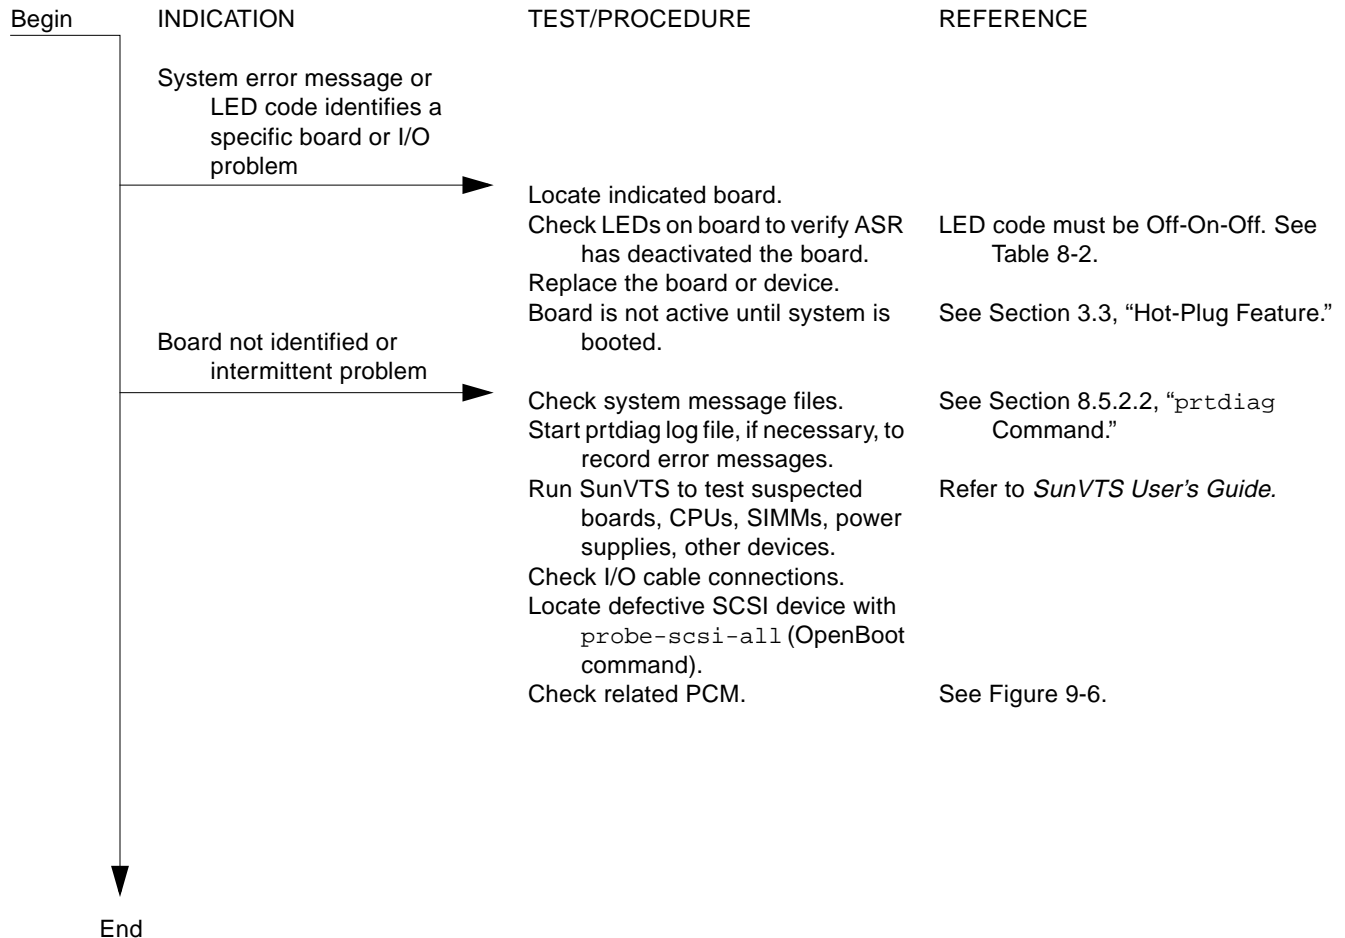 Begin INDICATION TEST/PROCEDURE REFERENCE
System error message or
LED code identifies a
specific board or I/O
problem
Locate indicated board.
Check LEDs on board to verify ASR
has deactivated the board.
LED code must be Off-On-Off. See
Table 8-2.
Replace the board or device.
Board is not active until system is
booted.
See Section 3.3, “Hot-Plug Feature.”
Board not identified or
intermittent problem
Check system message files.
Start prtdiag log file, if necessary, to
record error messages.
See Section 8.5.2.2, “prtdiag
Command.”
Run SunVTS to test suspected
boards, CPUs, SIMMs, power
supplies, other devices.
Refer to SunVTS User's Guide.
Check I/O cable connections.
Locate defective SCSI device with
probe-scsi-all (OpenBoot
command).
Check related PCM.
See Figure 9-6.
End